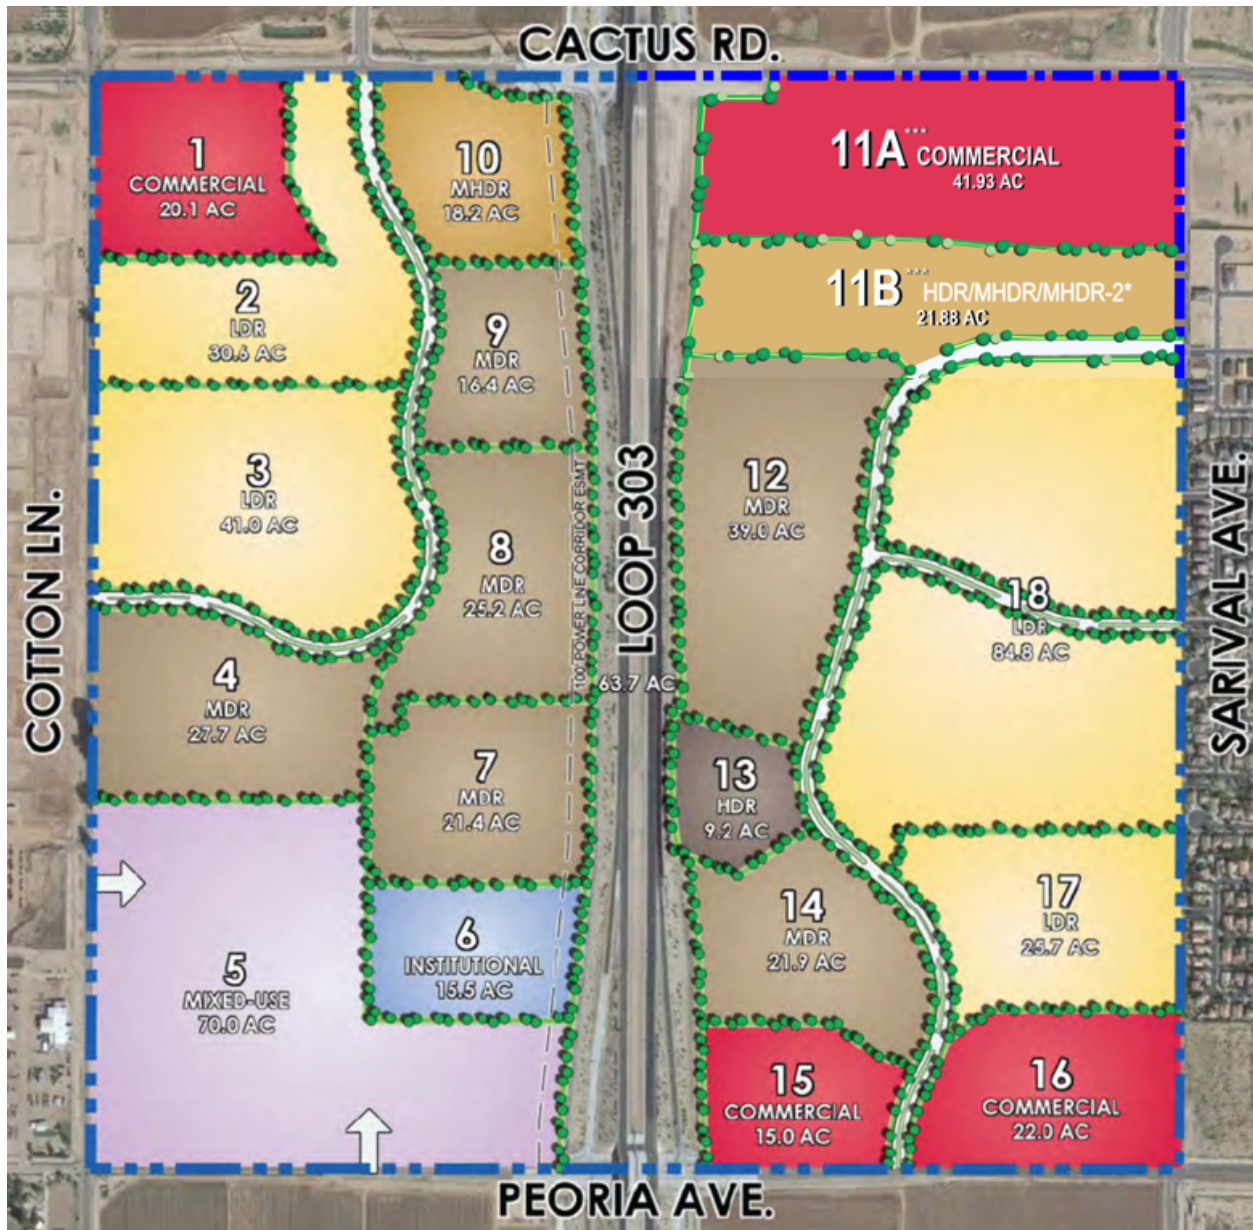 CACTUS RD.
1
COMMERCIAL
20.1 AC
10
MHDR
18.2 AC
11A*** COMMERCIAL
41.93 AC
2
LDR
30.6 AC
11B*** HDR/MHDR/MHDR-2*
21.88 AC
9
MDR
16.4 AC
3
LDR
41.0 AC
8
MDR
25.2 AC
100' POWER LINE CORRIDOR ESMT
LOOP 303
63.7 AC
12
MDR
39.0 AC
18
LDR
84.8 AC
COTTON LN.
SARIVAL AVE.
4
MDR
27.7 AC
7
MDR
21.4 AC
13
HDR
9.2 AC
14
MDR
21.9 AC
17
LDR
25.7 AC
5
MIXED-USE
70.0 AC
6
INSTITUTIONAL
15.5 AC
15
COMMERCIAL
15.0 AC
16
COMMERCIAL
22.0 AC
PEORIA AVE.